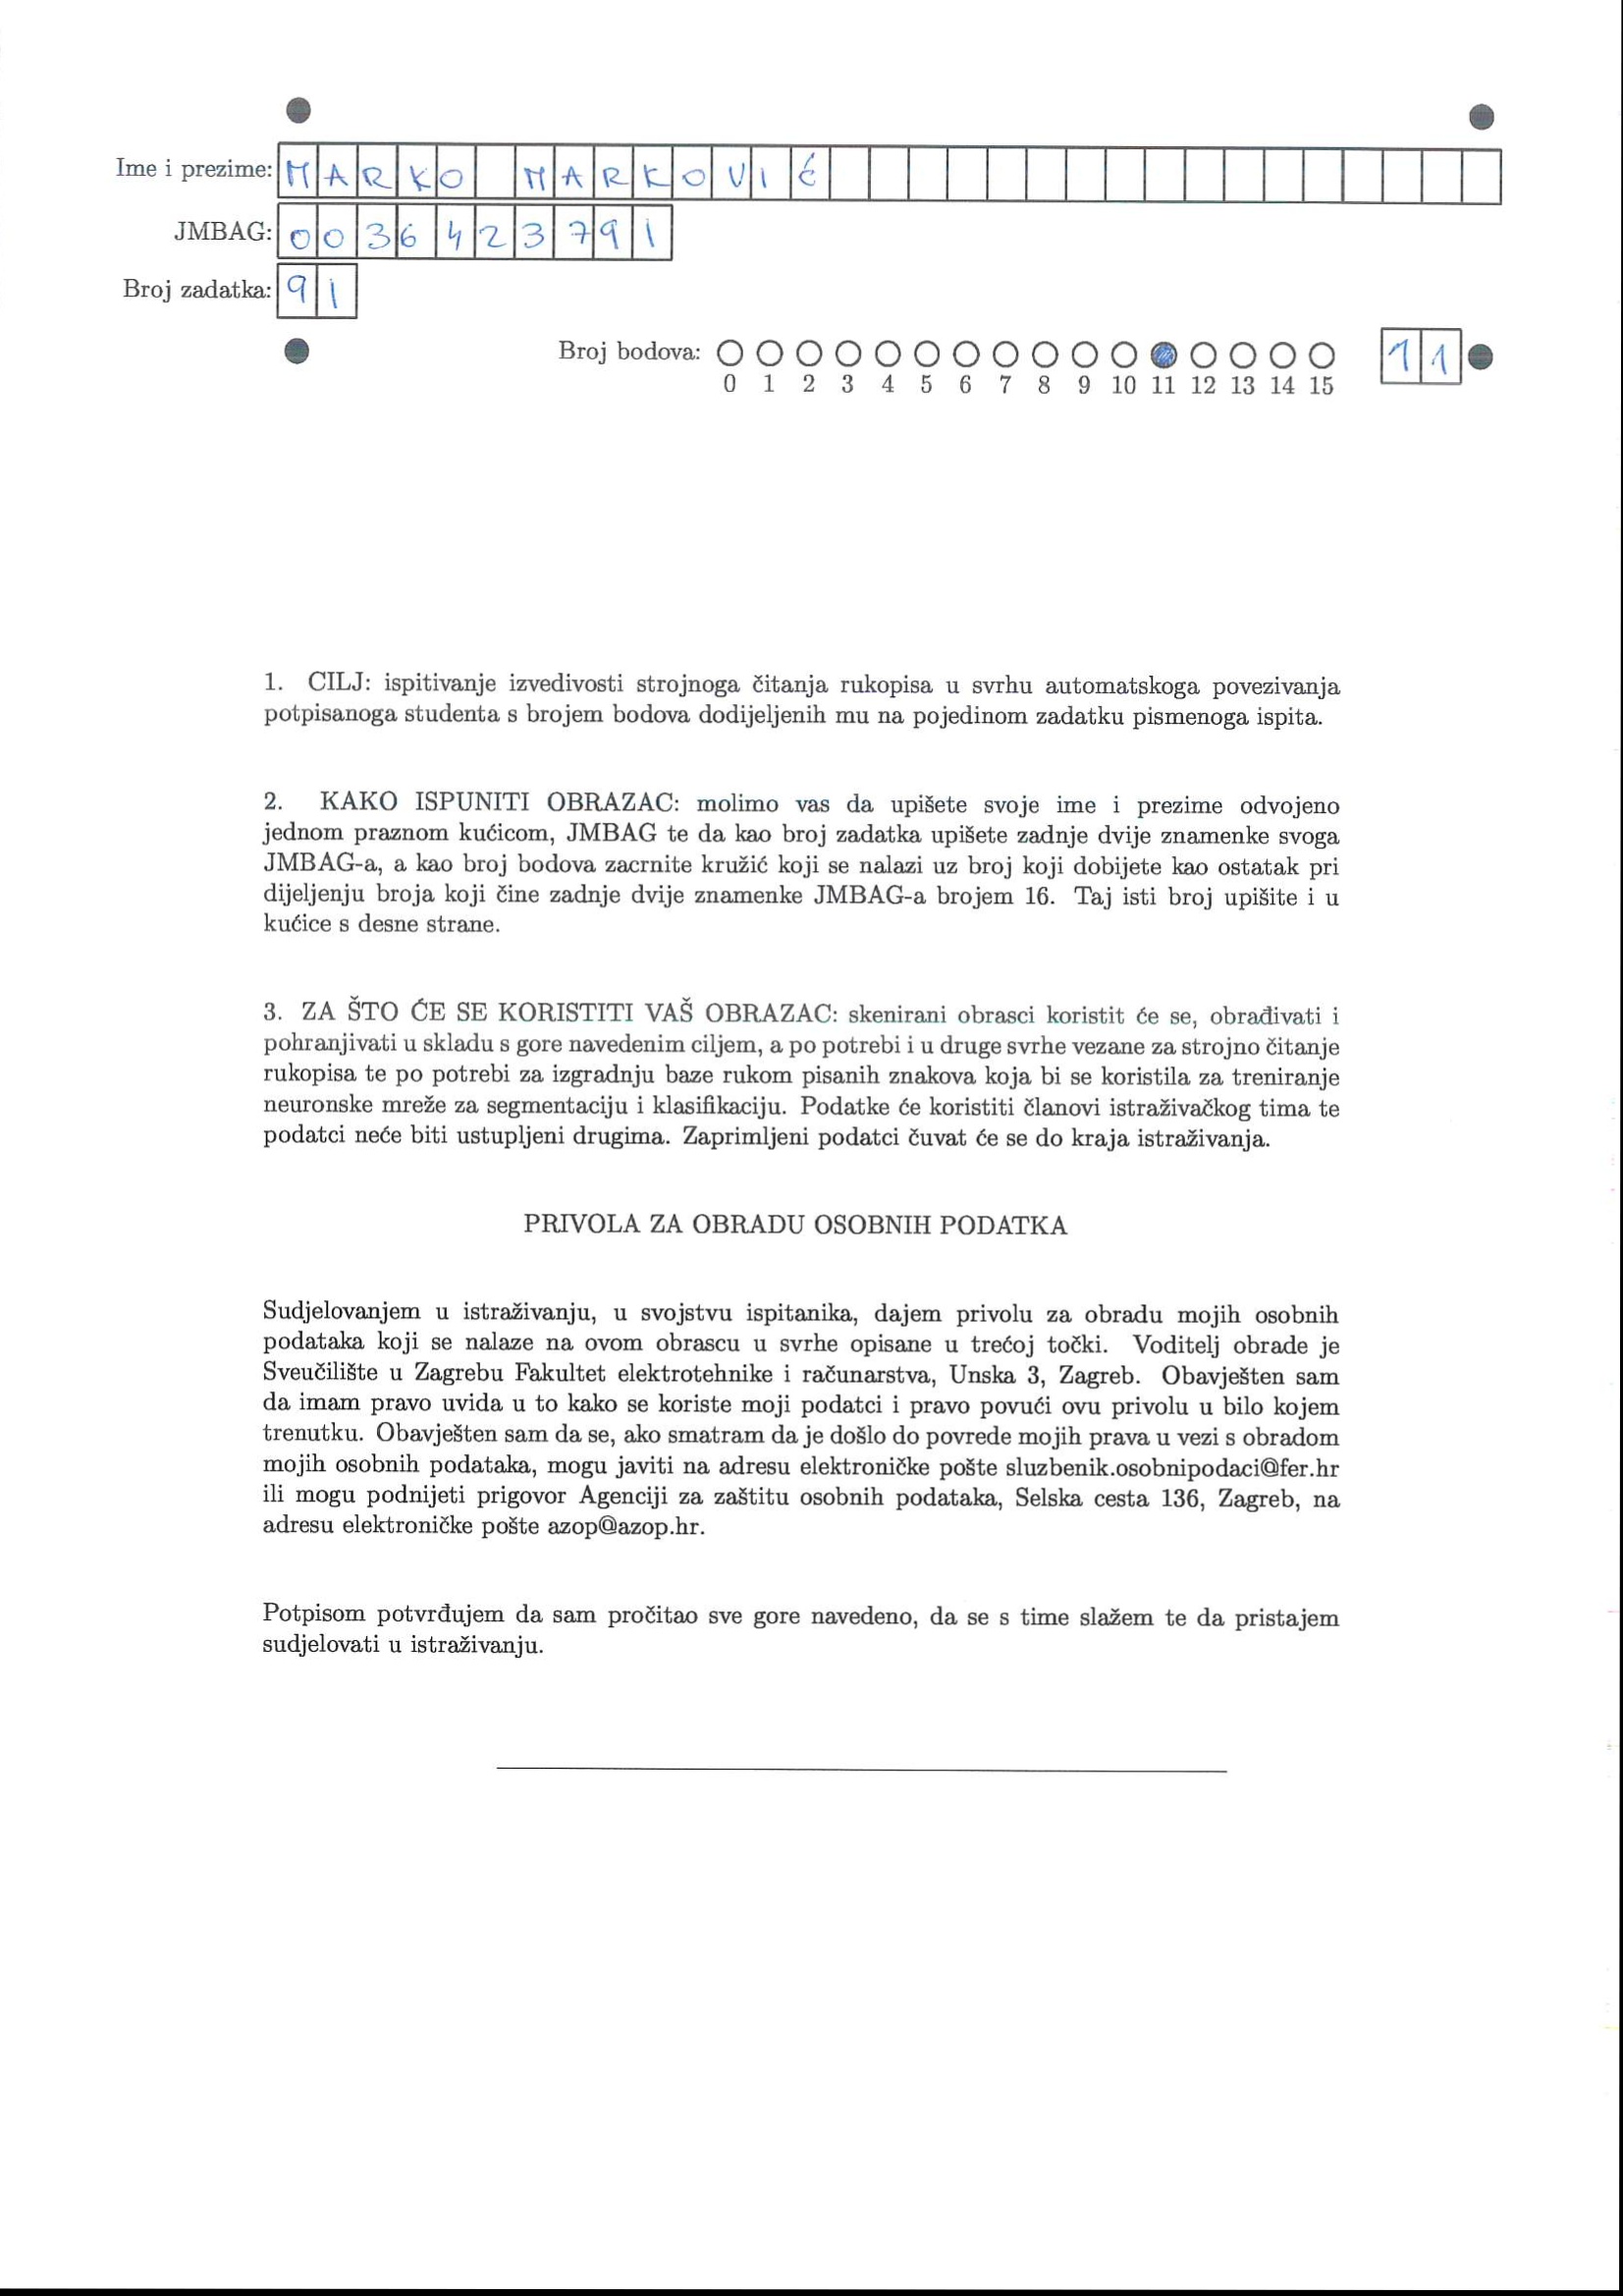 Ime i prezime: MARKO MARKOVIĆ
JMBAG: 0036423791
Broj zadatka: 91
Broj bodova: 11
0 1 2 3 4 5 6 7 8 9 10 11 12 13 14 15
1. CILJ: ispitivanje izvedivosti strojnoga čitanja rukopisa u svrhu automatskoga povezivanja
potpisanoga studenta s brojem bodova dodijeljenih mu na pojedinom zadatku pismenoga ispita.
2. KAKO ISPUNITI OBRAZAC: molimo vas da upišete svoje ime i prezime odvojeno
jednom praznom kućicom, JMBAG te da kao broj zadatka upišete zadnje dvije znamenke svoga
JMBAG-a, a kao broj bodova zacrnite kružić koji se nalazi uz broj koji dobijete kao ostatak pri
dijeljenju broja koji čine zadnje dvije znamenke JMBAG-a brojem 16. Taj isti broj upišite i u
kućice s desne strane.
3. ZA ŠTO ĆE SE KORISTITI VAŠ OBRAZAC: skenirani obrasci koristit će se, obrađivati i
pohranjivati u skladu s gore navedenim ciljem, a po potrebi i u druge svrhe vezane za strojno čitanje
rukopisa te po potrebi za izgradnju baze rukom pisanih znakova koja bi se koristila za treniranje
neuronske mreže za segmentaciju i klasifikaciju. Podatke će koristiti članovi istraživačkog tima te
podatci neće biti ustupljeni drugima. Zaprimljeni podatci čuvat će se do kraja istraživanja.
PRIVOLA ZA OBRADU OSOBNIH PODATKA
Sudjelovanjem u istraživanju, u svojstvu ispitanika, dajem privolu za obradu mojih osobnih
podataka koji se nalaze na ovom obrascu u svrhe opisane u trećoj točki. Voditelj obrade je
Sveučilište u Zagrebu Fakultet elektrotehnike i računarstva, Unska 3, Zagreb. Obavješten sam
da imam pravo uvida u to kako se koriste moji podatci i pravo povući ovu privolu u bilo kojem
trenutku. Obavješten sam da se, ako smatram da je došlo do povrede mojih prava u vezi s obradom
mojih osobnih podataka, mogu javiti na adresu elektroničke pošte sluzbenik.osobnipodaci@fer.hr
ili mogu podnijeti prigovor Agenciji za zaštitu osobnih podataka, Selska cesta 136, Zagreb, na
adresu elektroničke pošte azop@azop.hr.
Potpisom potvrđujem da sam pročitao sve gore navedeno, da se s time slažem te da pristajem
sudjelovati u istraživanju.